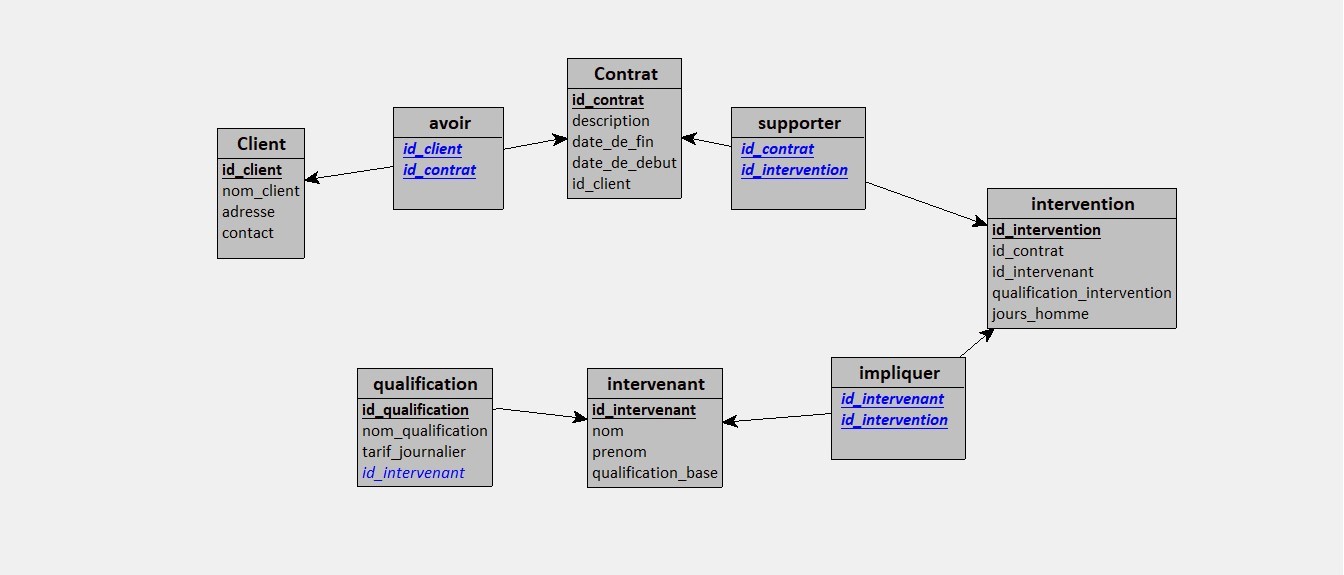 Client
id_client
nom_client
adresse
contact
avoir
id_client
id_contrat
Contrat
id_contrat
description
date_de_fin
date_de_debut
id_client
supporter
id_contrat
id_intervention
intervention
id_intervention
id_contrat
id_intervenant
qualification_intervention
jours_homme
qualification
id_qualification
nom_qualification
tarif_journalier
id_intervenant
intervenant
id_intervenant
nom
prenom
qualification_base
impliquer
id_intervenant
id_intervention